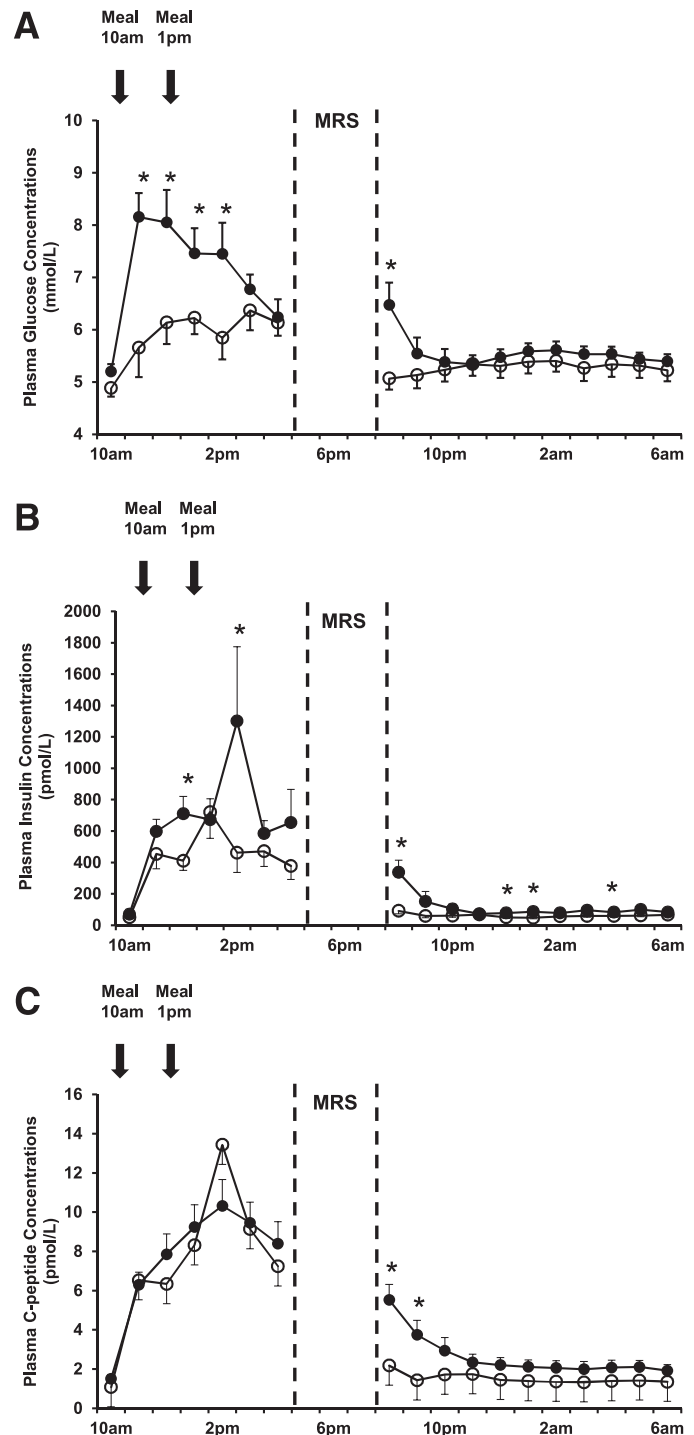 A
Meal Meal
10am 1pm
MRS
Plasma Glucose Concentrations
(mmol/L)
10
9
8
7
6
5
4
* * * * *
10am 2pm 6pm 10pm 2am 6am
B
Meal Meal
10am 1pm
MRS
Plasma Insulin Concentrations
(pmol/L)
2000
1800
1600
1400
1200
1000
800
600
400
200
0
* * * * * *
10am 2pm 6pm 10pm 2am 6am
C
Meal Meal
10am 1pm
MRS
Plasma C-peptide Concentrations
(pmol/L)
16
14
12
10
8
6
4
2
0
* *
10am 2pm 6pm 10pm 2am 6am